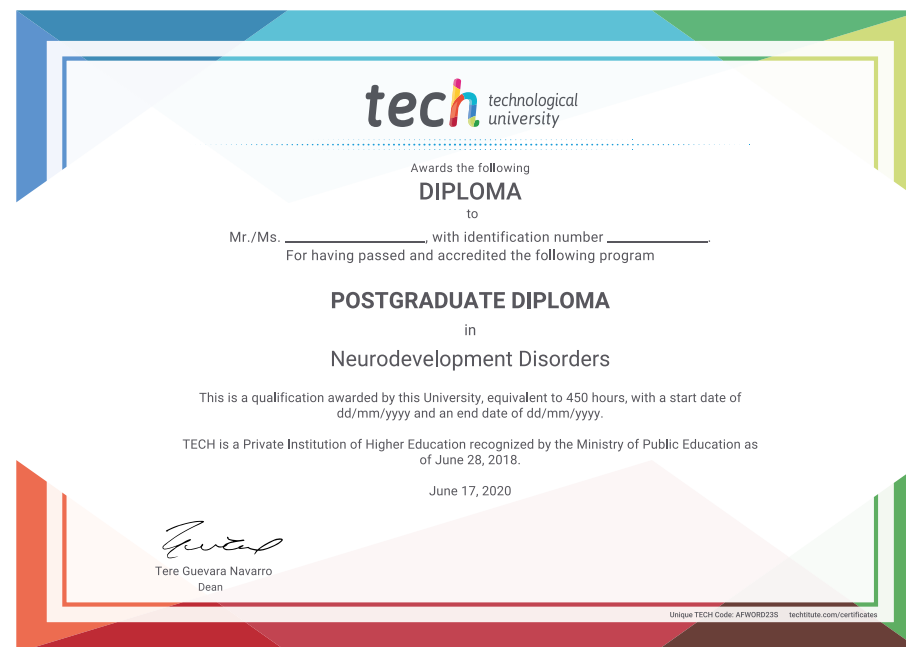 tech technological
university
Awards the following
DIPLOMA
to
Mr./Ms. ____________________, with identification number ______________.
For having passed and accredited the following program
POSTGRADUATE DIPLOMA
in
Neurodevelopment Disorders
This is a qualification awarded by this University, equivalent to 450 hours, with a start date of
dd/mm/yyyy and an end date of dd/mm/yyyy.
TECH is a Private Institution of Higher Education recognized by the Ministry of Public Education as
of June 28, 2018.
June 17, 2020
Tere Guevara Navarro
Dean
Unique TECH Code: AFWORD23S techtitute.com/certificates